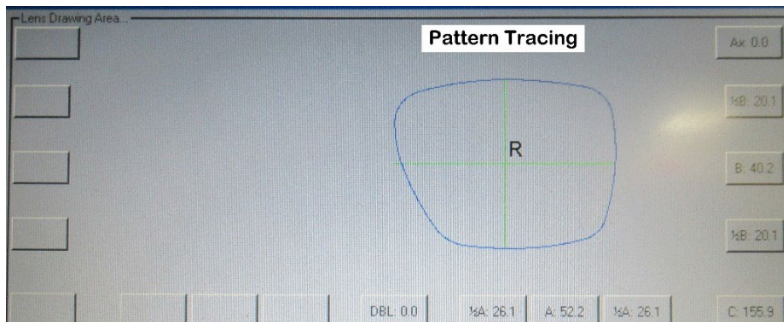 Lens Drawing Area...
Pattern Tracing
Ax: 0.0
½B: 20.1
R
B: 40.2
½B: 20.1
DBL: 0.0
½A: 26.1
A: 52.2
½A: 26.1
C: 155.9